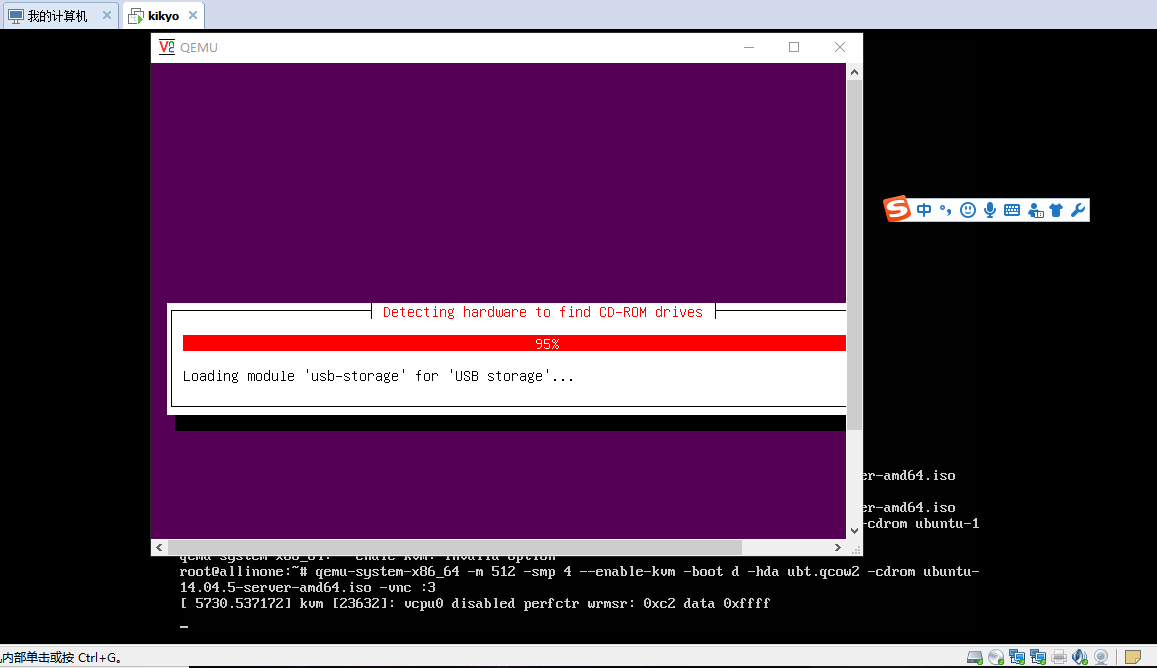 我的计算机
kikyo
QEMU
中
Detecting hardware to find CD-ROM drives
95%
Loading module 'usb-storage' for 'USB storage'...
er-amd64.iso
er-amd64.iso
-cdrom ubuntu-1
root@allinone:~# qemu-system-x86_64 -m 512 -smp 4 --enable-kvm -boot d -hda ubt.qcow2 -cdrom ubuntu-
14.04.5-server-amd64.iso -vnc :3
[ 5730.537172] kvm [23632]: vcpu0 disabled perfctr wrmsr: 0xc2 data 0xffff
内部单击或按 Ctrl+G。